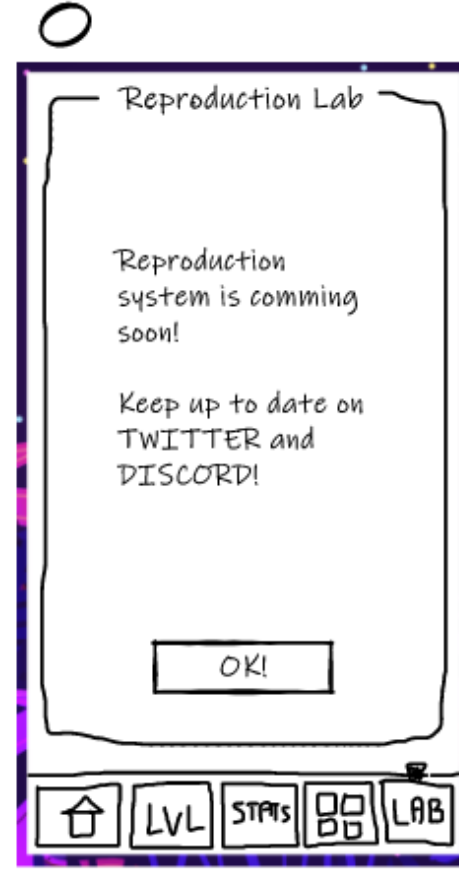 Reproduction Lab
Reproduction
system is comming
soon!
Keep up to date on
TWITTER and
DISCORD!
OK!
LVL
STATS
LAB